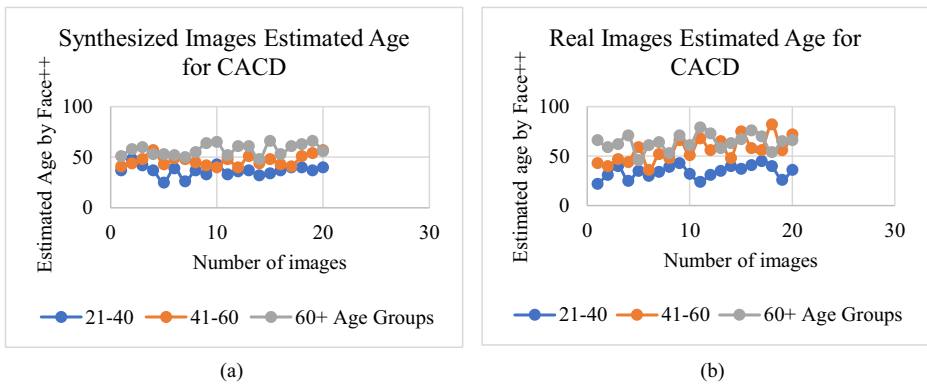 Synthesized Images Estimated Age
for CACD
Estimated Age by Face++
100
50
0
0
10
20
30
Number of images
21-40
41-60
60+ Age Groups
(a)
Real Images Estimated Age for
CACD
Estimated age by Face++
100
50
0
0
10
20
30
Number of images
21-40
41-60
60+ Age Groups
(b)